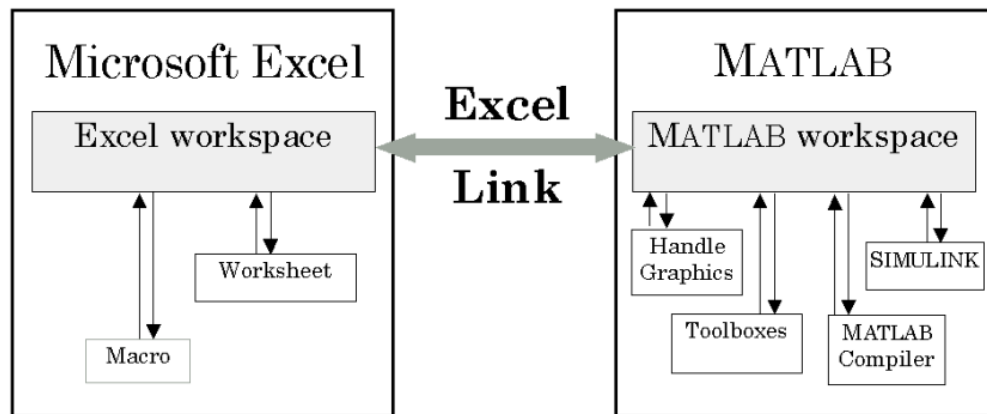 Microsoft Excel
Excel workspace
Worksheet
Macro
Excel
Link
MATLAB
MATLAB workspace
Handle
Graphics
Toolboxes
MATLAB
Compiler
SIMULINK